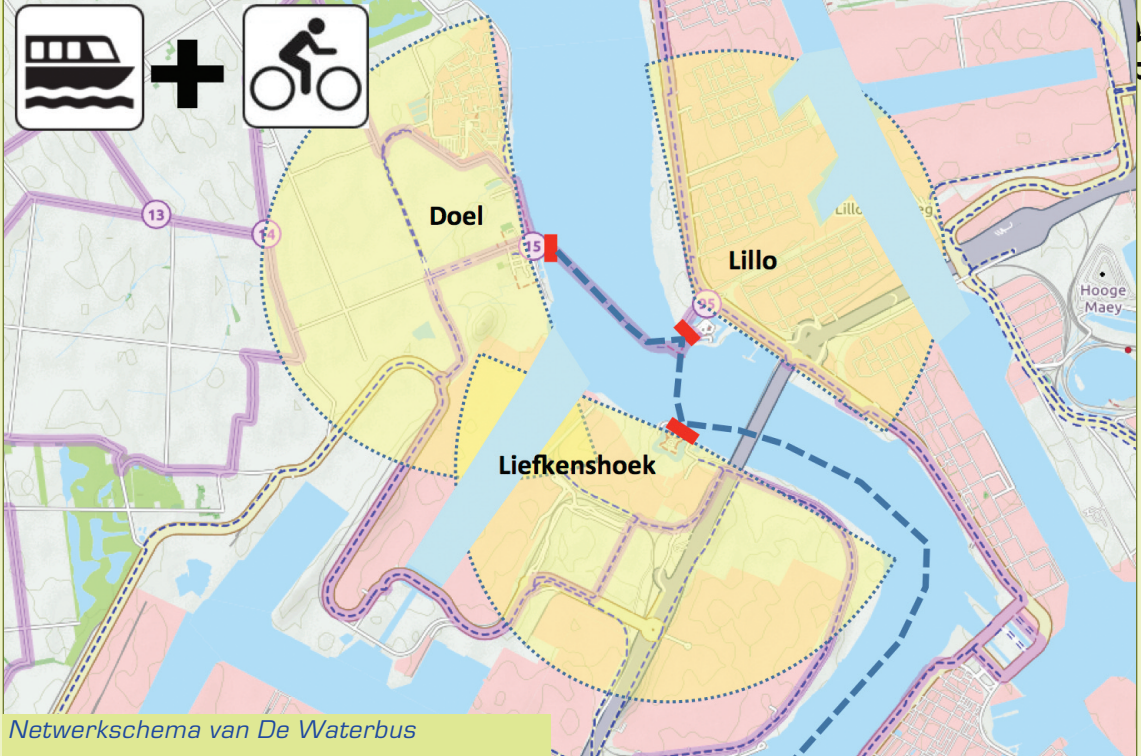 Doel
13
14
15
Lillo
95
Hooge
Maey
Liefkenshoek
Netwerkschema van De Waterbus